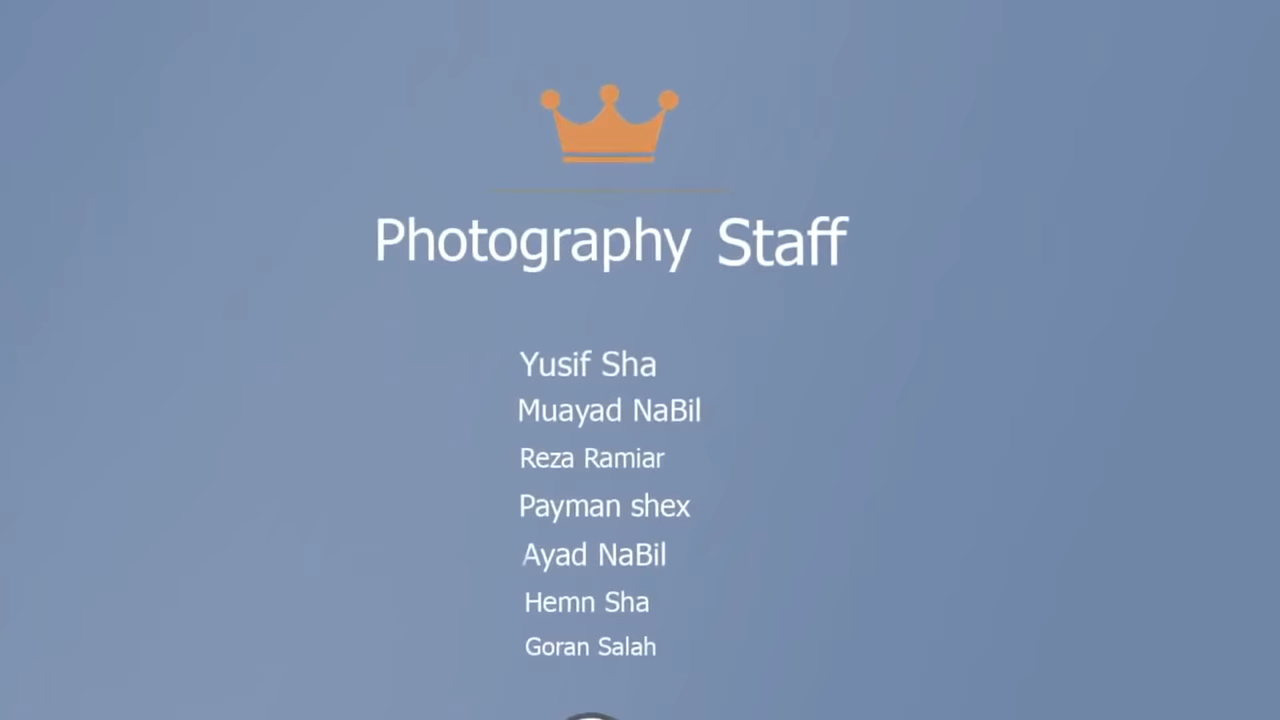 Photography Staff
Yusif Sha
Muayad NaBil
Reza Ramiar
Payman shex
Ayad NaBil
Hemn Sha
Goran Salah